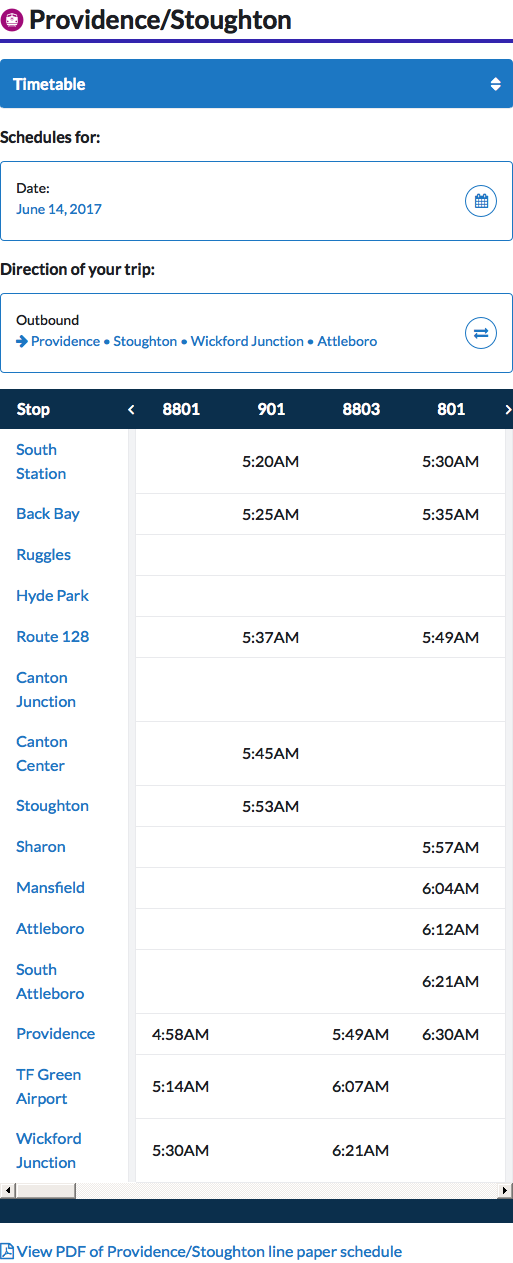 Providence/Stoughton
Timetable
Schedules for:
Date:
June 14, 2017
Direction of your trip:
Outbound
Providence • Stoughton • Wickford Junction • Attleboro
Stop 8801 901 8803 801
South
Station 5:20AM 5:30AM
Back Bay 5:25AM 5:35AM
Ruggles
Hyde Park
Route 128 5:37AM 5:49AM
Canton
Junction
Canton
Center 5:45AM
Stoughton 5:53AM
Sharon 5:57AM
Mansfield 6:04AM
Attleboro 6:12AM
South
Attleboro 6:21AM
Providence 4:58AM 5:49AM 6:30AM
TF Green
Airport 5:14AM 6:07AM
Wickford
Junction 5:30AM 6:21AM
View PDF of Providence/Stoughton line paper schedule